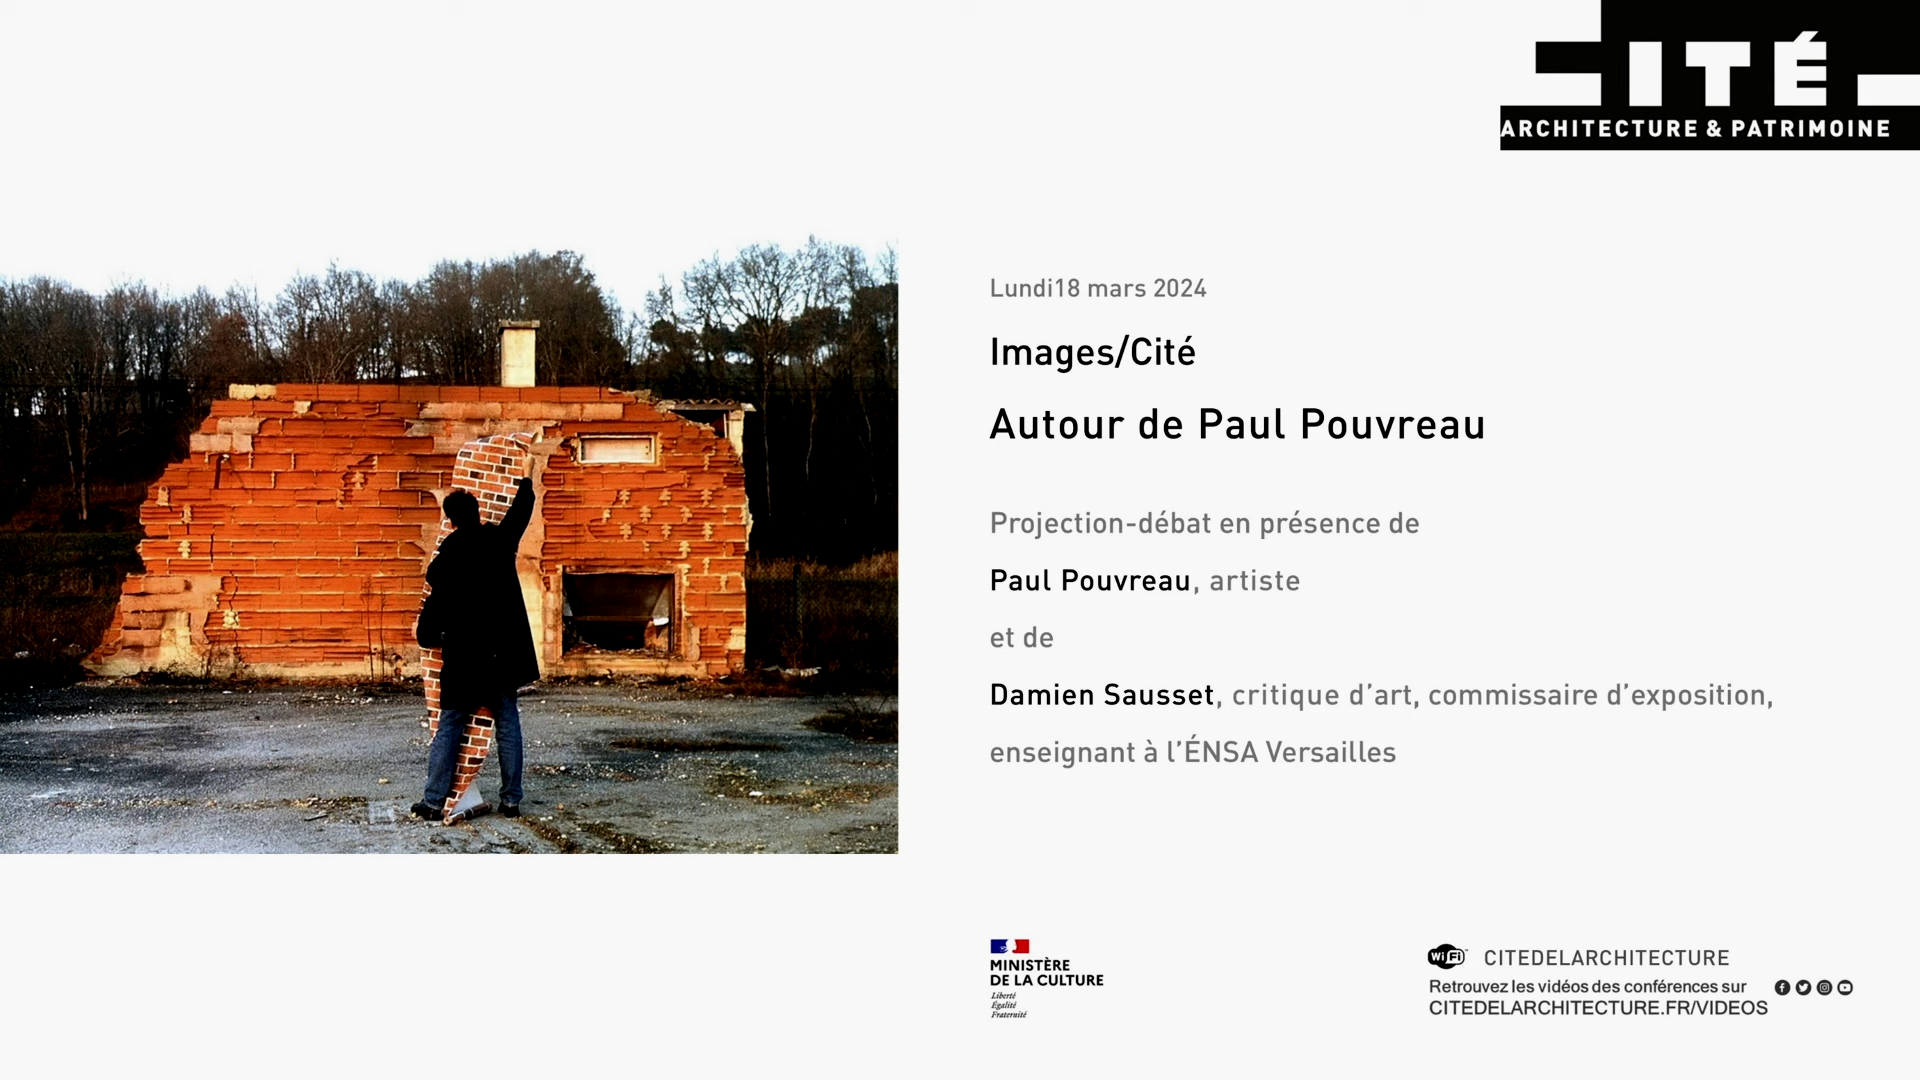 CITÉ
ARCHITECTURE & PATRIMOINE
Lundi18 mars 2024
Images/Cité
Autour de Paul Pouvreau
Projection-débat en présence de
Paul Pouvreau, artiste
et de
Damien Sausset, critique d’art, commissaire d’exposition,
enseignant à l’ÉNSA Versailles
MINISTÈRE
DE LA CULTURE
Liberté
Égalité
Fraternité
Wi Fi CITEDELARCHITECTURE
Retrouvez les vidéos des conférences sur
CITEDELARCHITECTURE.FR/VIDEOS